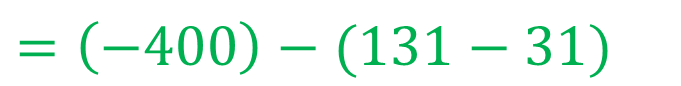 = (−400) − (131 − 31)